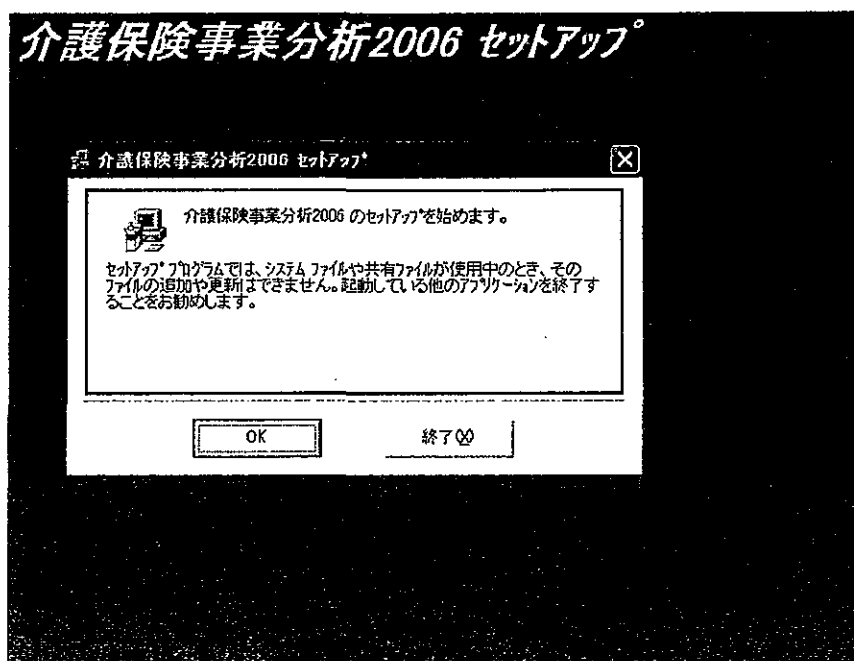 介護保険事業分析2006 セットアップ
介護保険事業分析2006 セットアップ
介護保険事業分析2006 のセットアップを始めます。
セットアップ プログラムでは、システム ファイルや共有ファイルが使用中のとき、その
ファイルの追加や更新はできません。起動している他のアプリケーションを終了す
ることをお勧めします。
OK
終了(X)